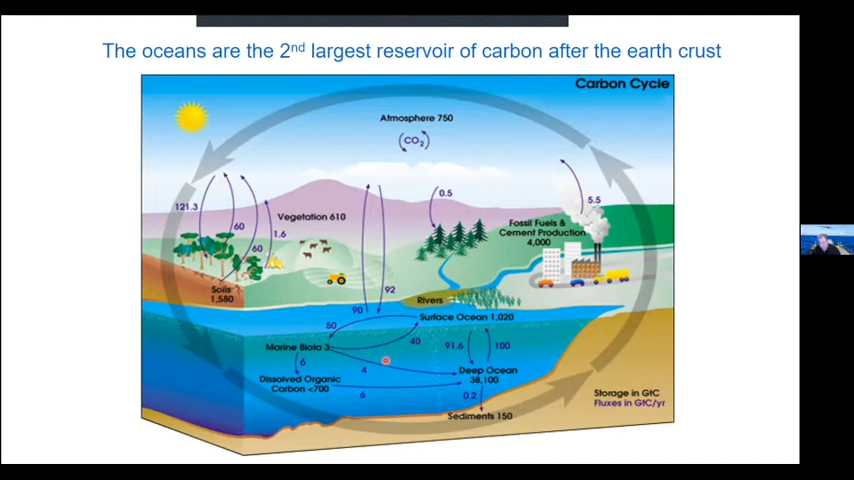 The oceans are the 2nd largest reservoir of carbon after the earth crust
Carbon Cycle
Atmosphere 750
CO2
121.3
60
60
1.6
Vegetation 610
0.5
5.5
Fossil Fuels &
Cement Production
4,000
Soils
1,580
90
92
Rivers
Surface Ocean 1,020
50
40
Marine Biota 3
91.6
100
6
4
Deep Ocean
38,100
Dissolved Organic
Carbon <700
6
0.2
Sediments 150
Storage in GtC
Fluxes in GtC/yr